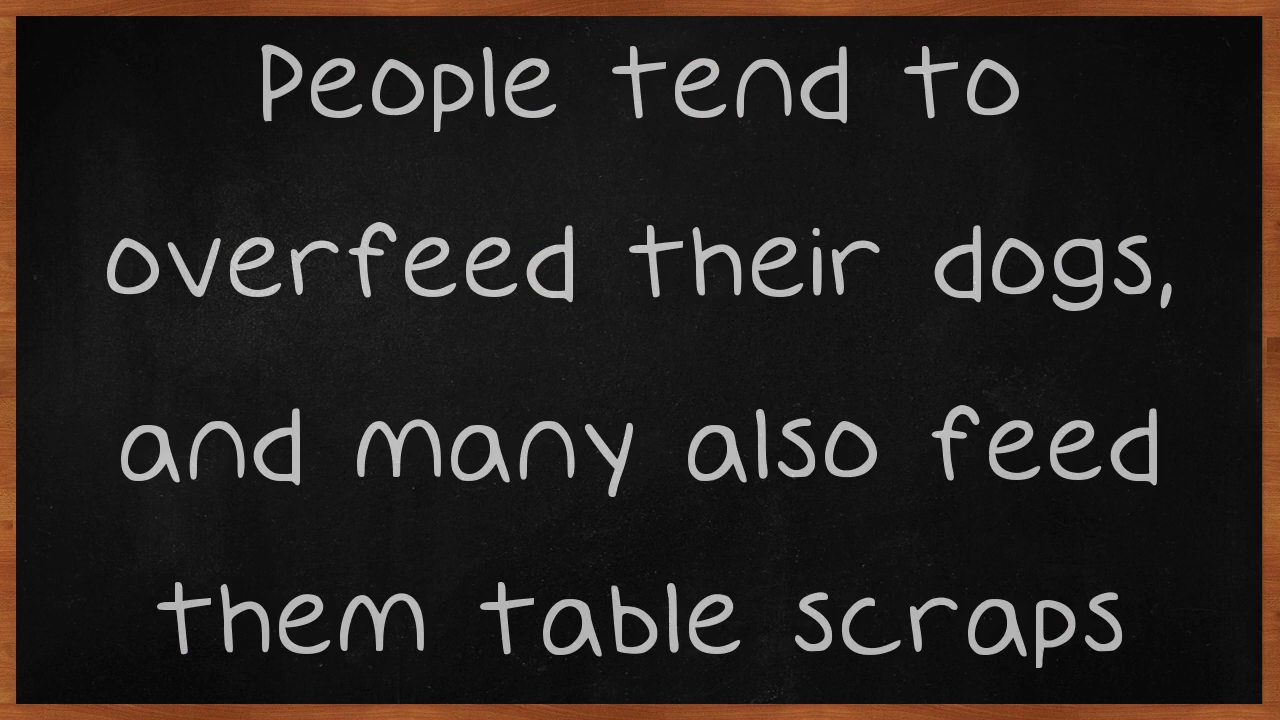 People tend to
overfeed their dogs,
and many also feed
them table scraps